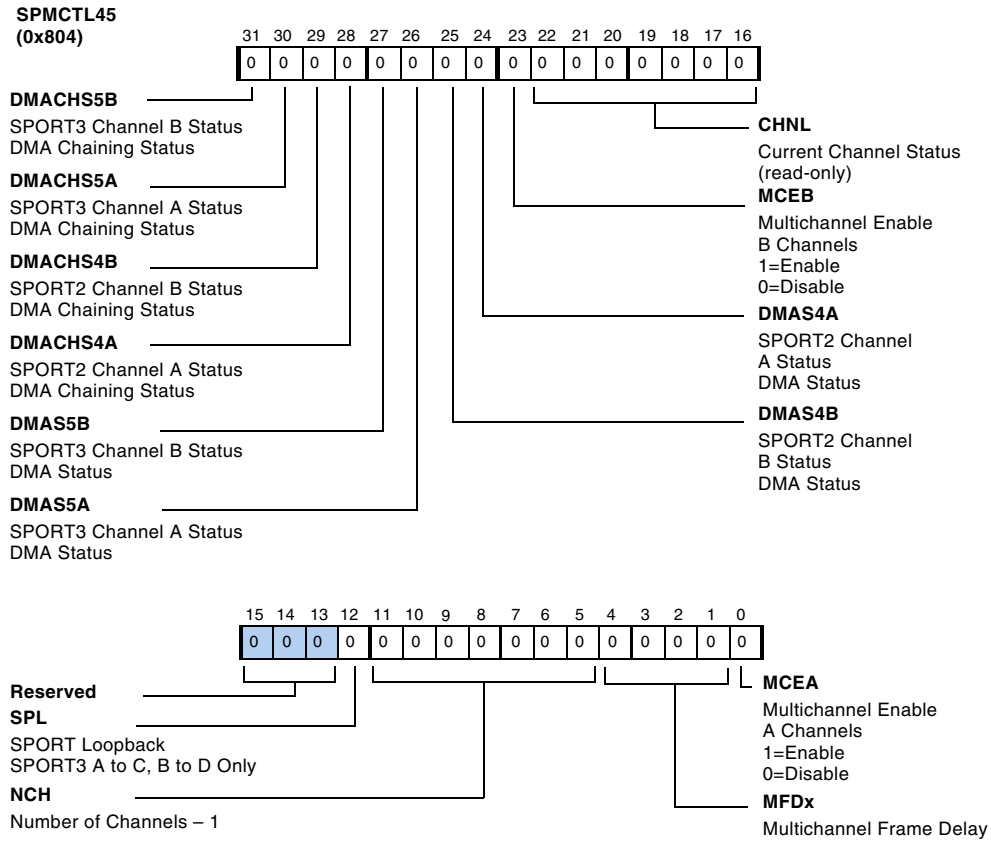 SPMCTL45
(0x804)
31 30 29 28 27 26 25 24 23 22 21 20 19 18 17 16
0 0 0 0 0 0 0 0 0 0 0 0 0 0 0 0
DMACHS5B
SPORT3 Channel B Status
DMA Chaining Status
DMACHS5A
SPORT3 Channel A Status
DMA Chaining Status
DMACHS4B
SPORT2 Channel B Status
DMA Chaining Status
DMACHS4A
SPORT2 Channel A Status
DMA Chaining Status
DMAS5B
SPORT3 Channel B Status
DMA Status
DMAS5A
SPORT3 Channel A Status
DMA Status
CHNL
Current Channel Status
(read-only)
MCEB
Multichannel Enable
B Channels
1=Enable
0=Disable
DMAS4A
SPORT2 Channel
A Status
DMA Status
DMAS4B
SPORT2 Channel
B Status
DMA Status
15 14 13 12 11 10 9 8 7 6 5 4 3 2 1 0
0 0 0 0 0 0 0 0 0 0 0 0 0 0 0 0
Reserved
SPL
SPORT Loopback
SPORT3 A to C, B to D Only
NCH
Number of Channels – 1
MCEA
Multichannel Enable
A Channels
1=Enable
0=Disable
MFDx
Multichannel Frame Delay